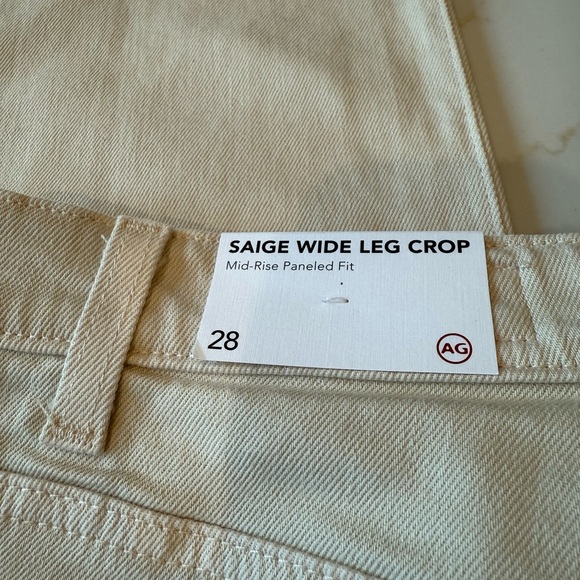 SAIGE WIDE LEG CROP
Mid-Rise Paneled Fit
28
AG